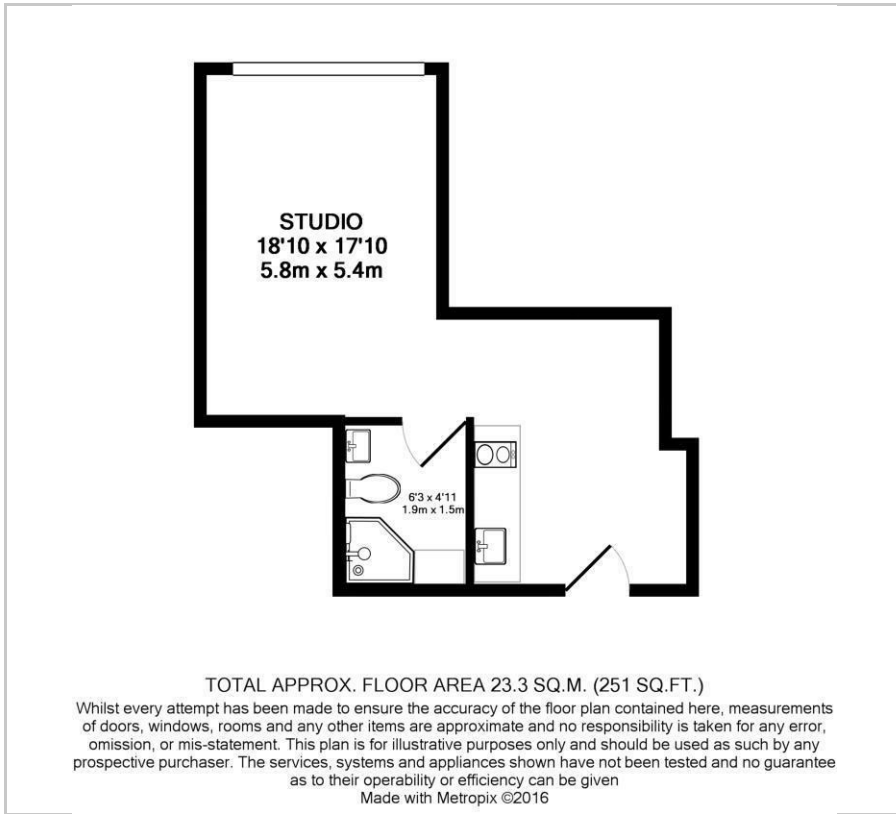 STUDIO
18'10 x 17'10
5.8m x 5.4m
6'3 x 4'11
1.9m x 1.5m
TOTAL APPROX. FLOOR AREA 23.3 SQ.M. (251 SQ.FT.)
Whilst every attempt has been made to ensure the accuracy of the floor plan contained here, measurements
of doors, windows, rooms and any other items are approximate and no responsibility is taken for any error,
omission, or mis-statement. This plan is for illustrative purposes only and should be used as such by any
prospective purchaser. The services, systems and appliances shown have not been tested and no guarantee
as to their operability or efficiency can be given
Made with Metropix ©2016